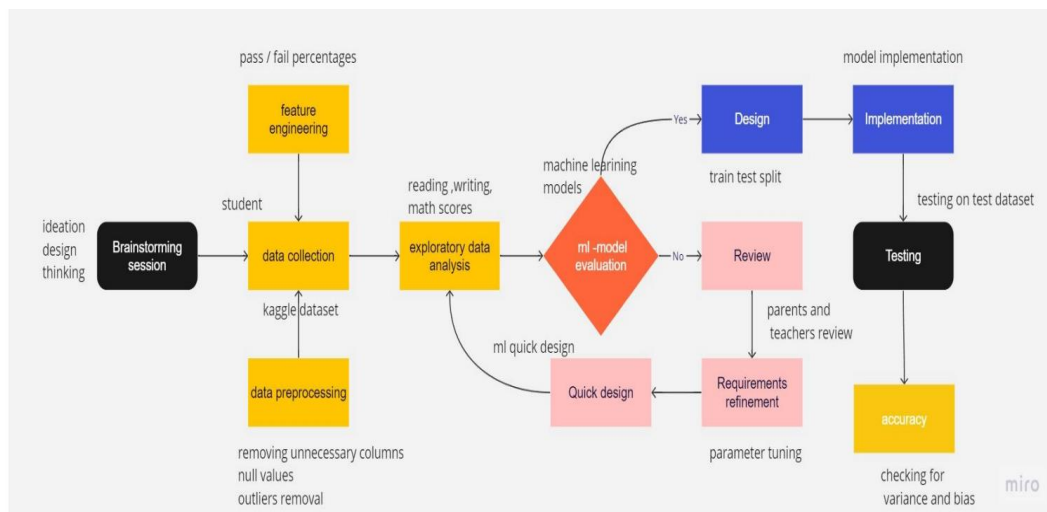 pass / fail percentages
model implementation
feature
engineering
Yes
Design
Implementation
machine learining
models
train test split
reading ,writing,
math scores
student
testing on test dataset
ideation
design
thinking
Brainstorming
session
data collection
exploratory data
analysis
ml -model
evaluation
No
Review
Testing
kaggle dataset
parents and
teachers review
ml quick design
data preprocessing
Quick design
Requirements
refinement
accuracy
removing unnecessary columns
null values
outliers removal
parameter tuning
checking for
variance and bias
miro